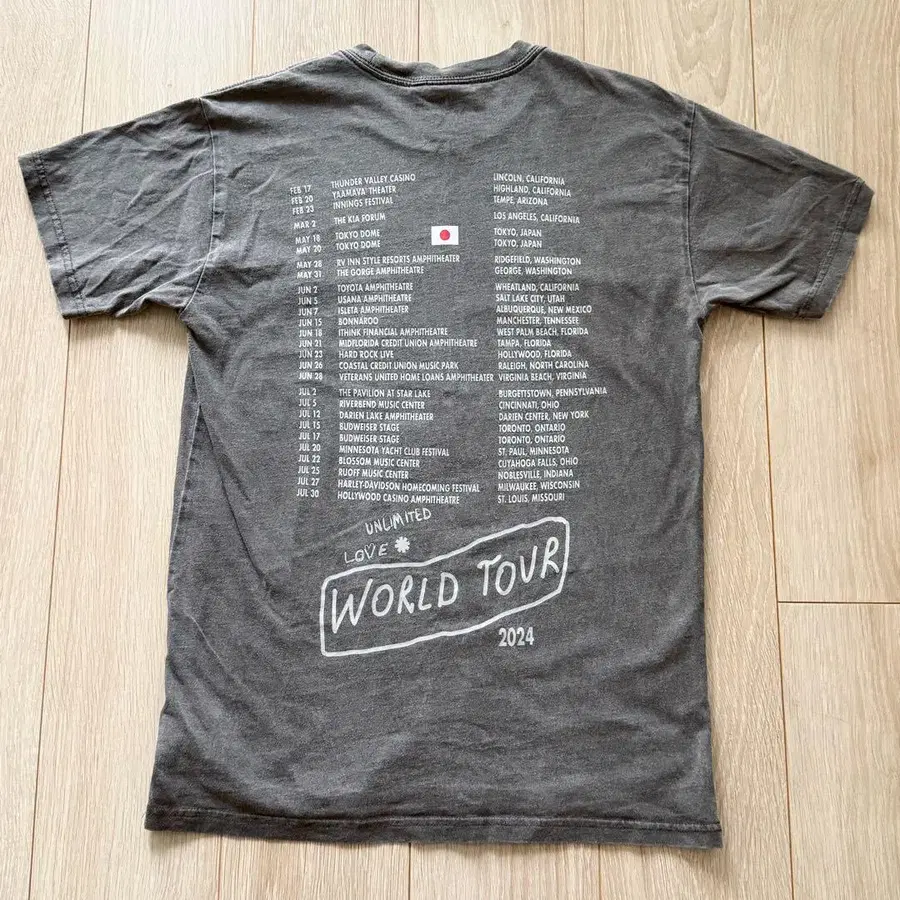 FEB 17 THUNDER VALLEY CASINO LINCOLN, CALIFORNIA
FEB 20 YAAMAVA' THEATER HIGHLAND, CALIFORNIA
FEB 23 INNINGS FESTIVAL TEMPE, ARIZONA
MAR 2 THE KIA FORUM LOS ANGELES, CALIFORNIA
MAY 18 TOKYO DOME TOKYO, JAPAN
MAY 20 TOKYO DOME TOKYO, JAPAN
MAY 28 RV INN STYLE RESORTS AMPHITHEATER RIDGEFIELD, WASHINGTON
MAY 31 THE GORGE AMPHITHEATRE GEORGE, WASHINGTON
JUN 2 TOYOTA AMPHITHEATRE WHEATLAND, CALIFORNIA
JUN 5 USANA AMPHITHEATRE SALT LAKE CITY, UTAH
JUN 7 ISLETA AMPHITHEATER ALBUQUERQUE, NEW MEXICO
JUN 15 BONNAROO MANCHESTER, TENNESSEE
JUN 18 ITHINK FINANCIAL AMPHITHEATRE WEST PALM BEACH, FLORIDA
JUN 21 MIDFLORIDA CREDIT UNION AMPHITHEATRE TAMPA, FLORIDA
JUN 23 HARD ROCK LIVE HOLLYWOOD, FLORIDA
JUN 26 COASTAL CREDIT UNION MUSIC PARK RALEIGH, NORTH CAROLINA
JUN 28 VETERANS UNITED HOME LOANS AMPHITHEATER VIRGINIA BEACH, VIRGINIA
JUL 2 THE PAVILION AT STAR LAKE BURGETTSTOWN, PENNSYLVANIA
JUL 5 RIVERBEND MUSIC CENTER CINCINNATI, OHIO
JUL 12 DARIEN LAKE AMPHITHEATER DARIEN CENTER, NEW YORK
JUL 15 BUDWEISER STAGE TORONTO, ONTARIO
JUL 17 BUDWEISER STAGE TORONTO, ONTARIO
JUL 20 MINNESOTA YACHT CLUB FESTIVAL ST. PAUL, MINNESOTA
JUL 22 BLOSSOM MUSIC CENTER CUYAHOGA FALLS, OHIO
JUL 25 RUOFF MUSIC CENTER NOBLESVILLE, INDIANA
JUL 27 HARLEY-DAVIDSON HOMECOMING FESTIVAL MILWAUKEE, WISCONSIN
JUL 30 HOLLYWOOD CASINO AMPHITHEATRE ST. LOUIS, MISSOURI
UNLIMITED
LOVE
WORLD TOUR
2024